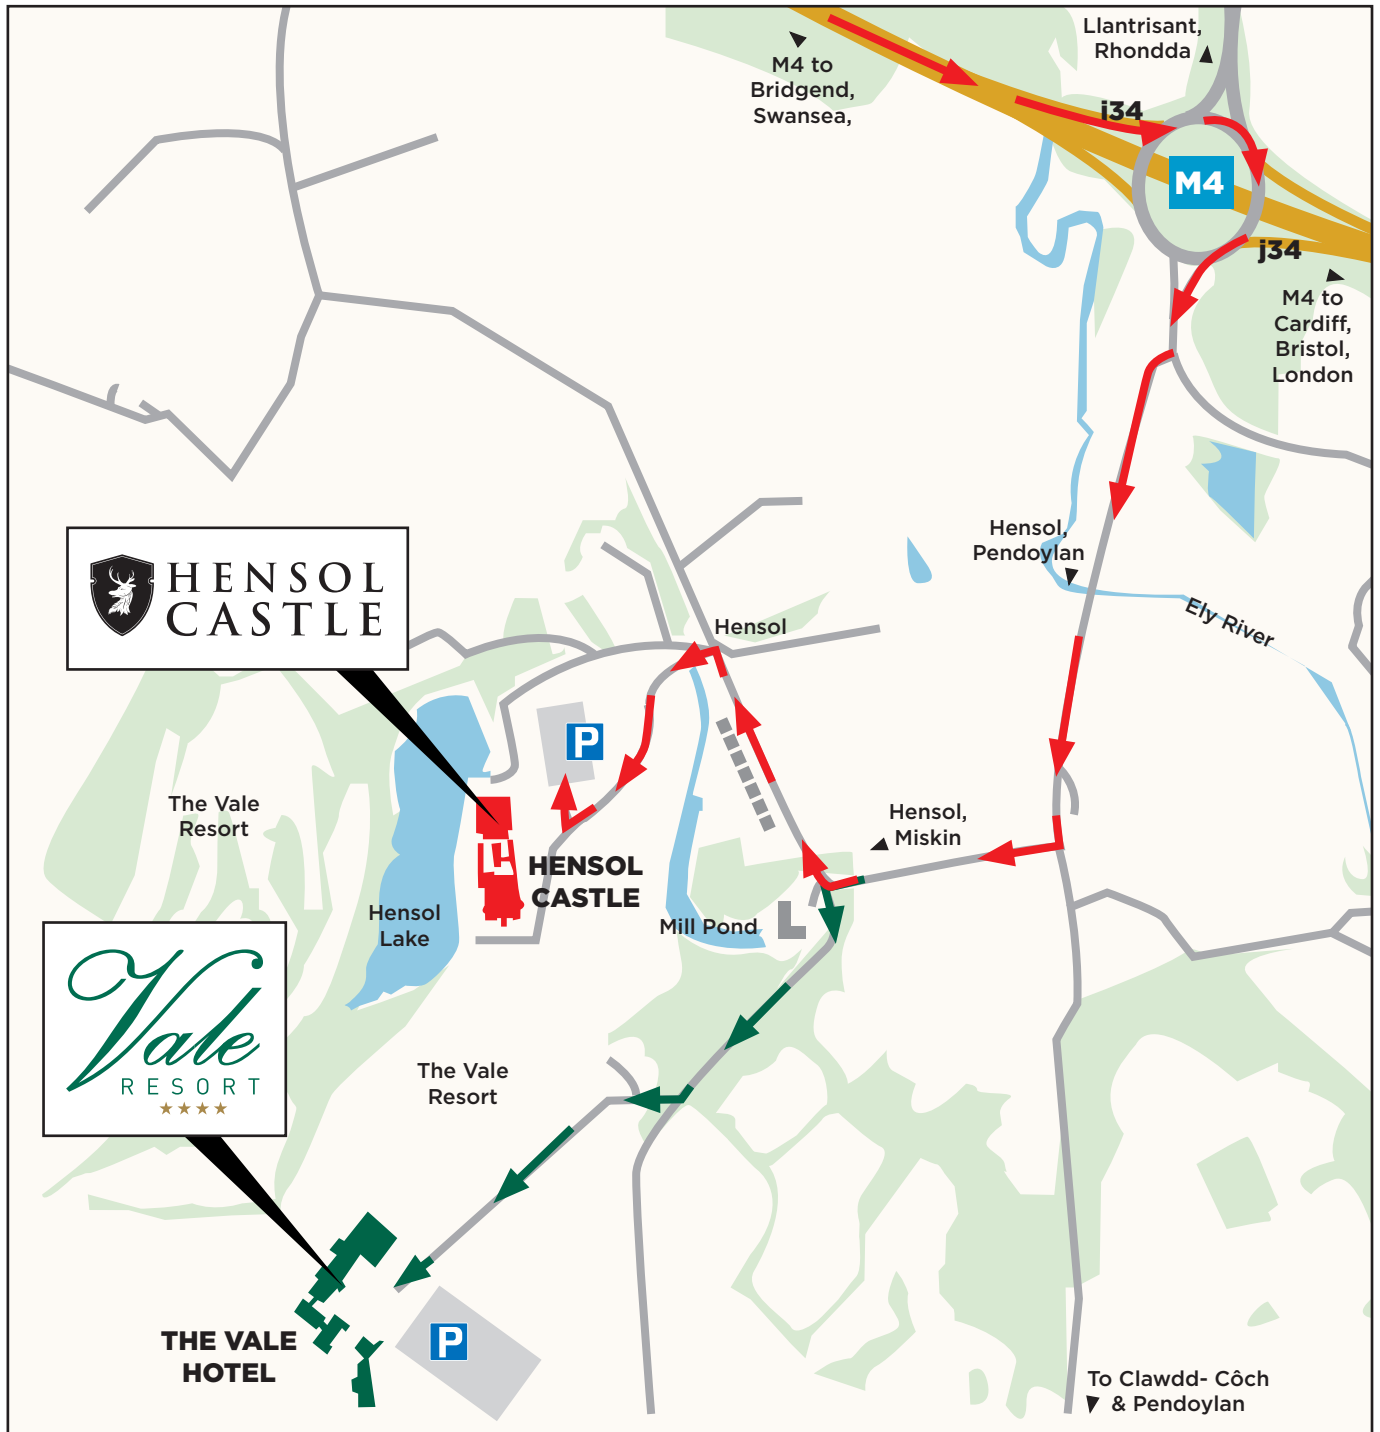 Llantrisant,
Rhondda
M4 to
Bridgend,
Swansea,
i34
M4
j34
M4 to
Cardiff,
Bristol,
London
Hensol,
Pendoylan
Ely River
HENSOL
CASTLE
Hensol
P
The Vale
Resort
Hensol,
Miskin
HENSOL
CASTLE
Hensol
Lake
Mill Pond
Vale
RESORT
The Vale
Resort
THE VALE
HOTEL
P
To Clawdd- Côch
& Pendoylan